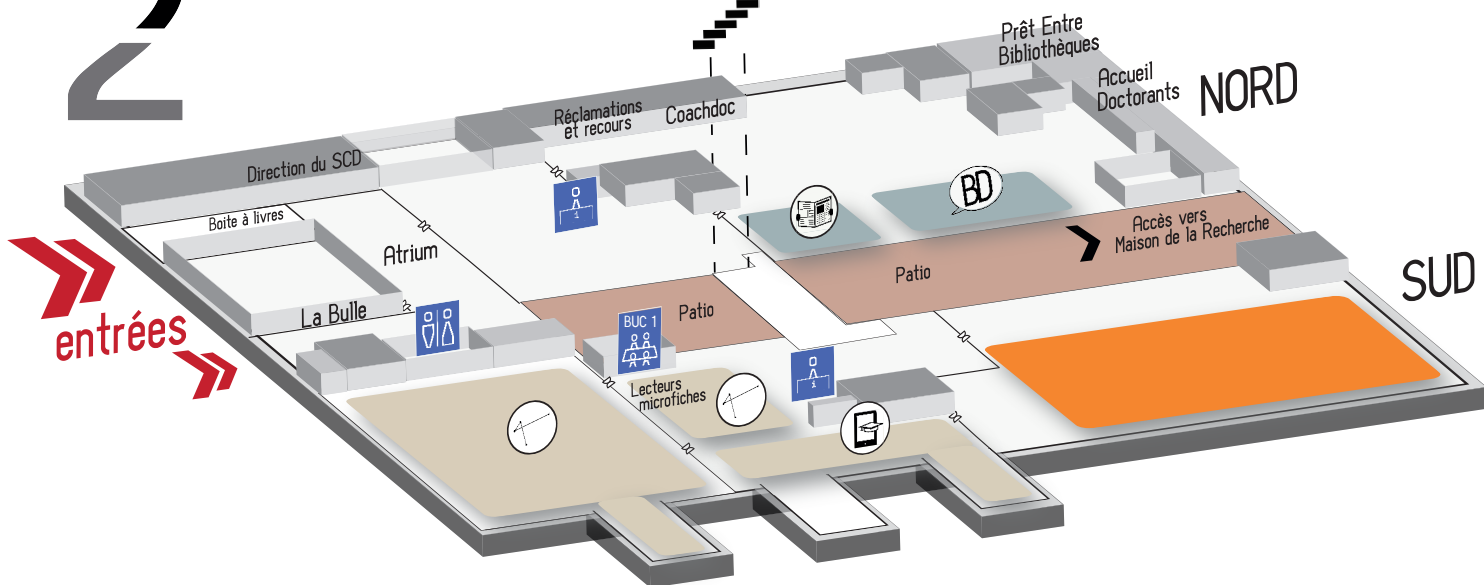 2
Prêt Entre
Bibliothèques
Accueil
Doctorants
NORD
Réclamations
et recours
Coachdoc
Direction du SCD
Boite à livres
BD
Atrium
Accès vers
Maison de la Recherche
Patio
SUD
La Bulle
entrées
BUC 1
Patio
i
i
Lecteurs
microfiches